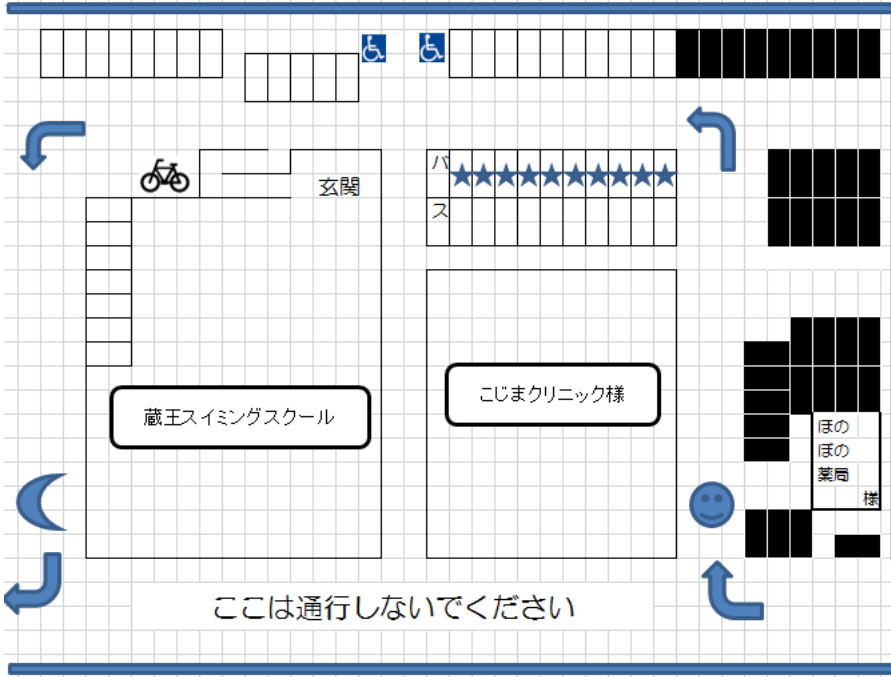 玄関
バ
ス
蔵王スイミングスクール
こじまクリニック様
ぽの
ぽの
薬局
様
ここは通行しないでください